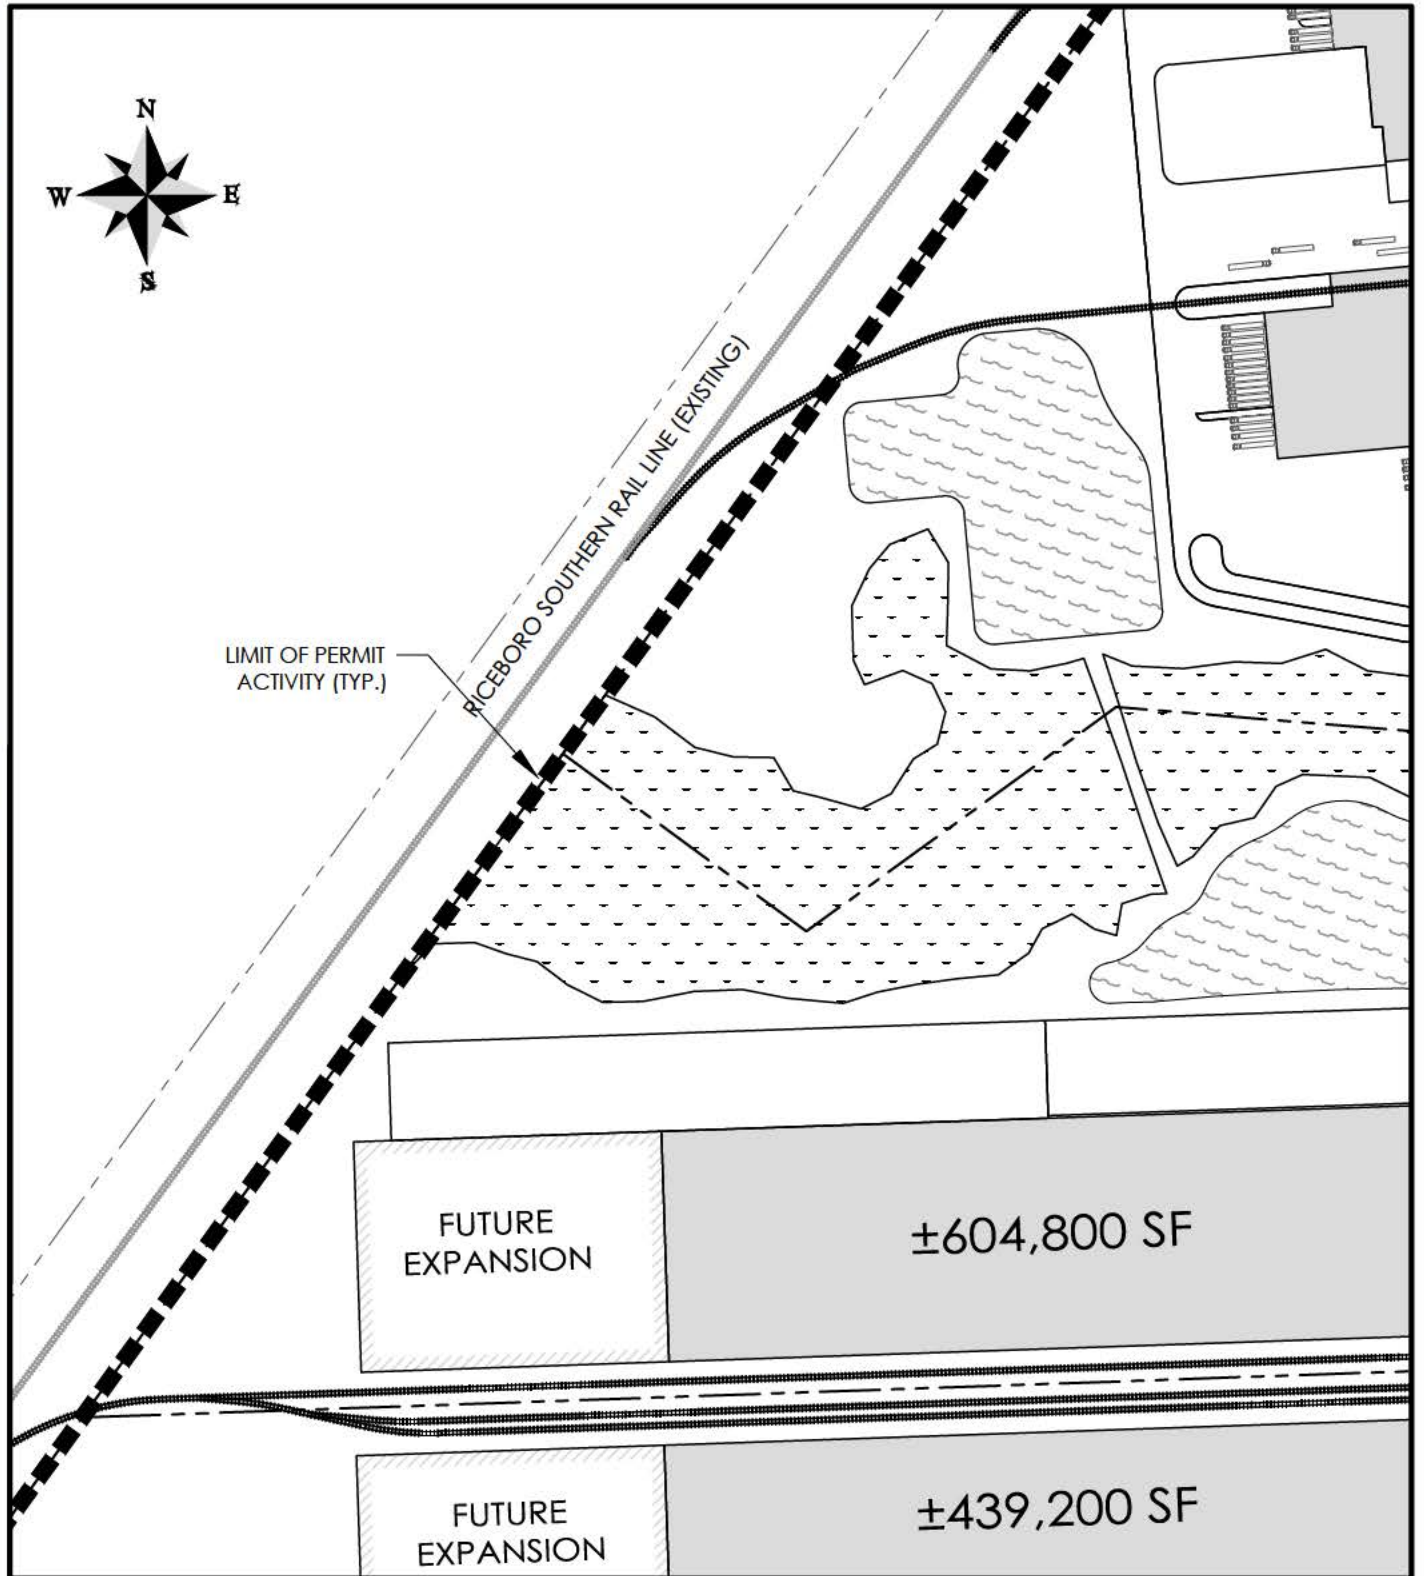 N
W E
S
RICEBORO SOUTHERN RAIL LINE (EXISTING)
LIMIT OF PERMIT
ACTIVITY (TYP.)
FUTURE
EXPANSION
±604,800 SF
FUTURE
EXPANSION
±439,200 SF